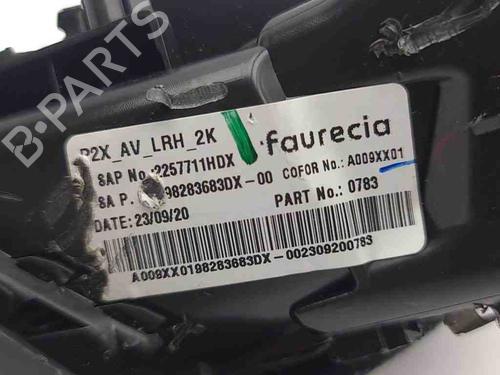 P2X_AV_LRH_2K
faurecia
SAP No. 2257711HDX
COFOR No.: A009XX01
SA P. 98283683DX-00
PART No.: 0783
DATE: 23/09/20
A009XX0198283683DX-002309200783
B-PARTS